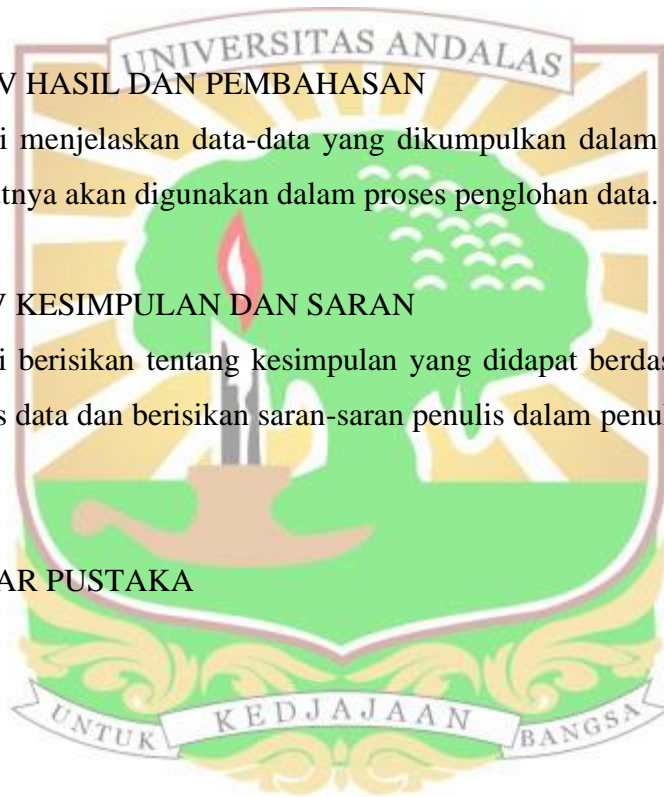 UNIVERSITAS ANDALAS
V HASIL DAN PEMBAHASAN
i menjelaskan data-data yang dikumpulkan dalam
tnya akan digunakan dalam proses penglohan data.
V KESIMPULAN DAN SARAN
i berisikan tentang kesimpulan yang didapat berdas
s data dan berisikan saran-saran penulis dalam penul
AR PUSTAKA
UNTUK KEDJAJAAN BANGSA